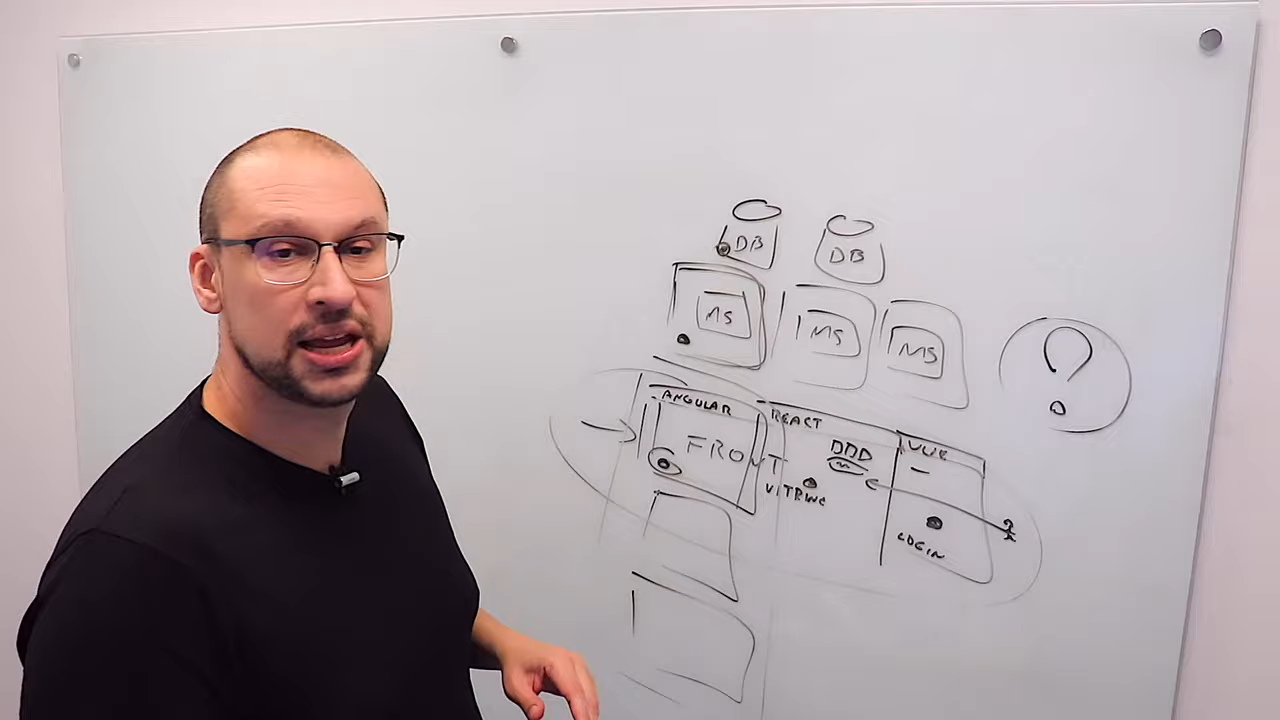 DB
DB
MS
MS
MS
ANGULAR
REACT
VUE
FRONT
DDD
VITRINE
LOGIN